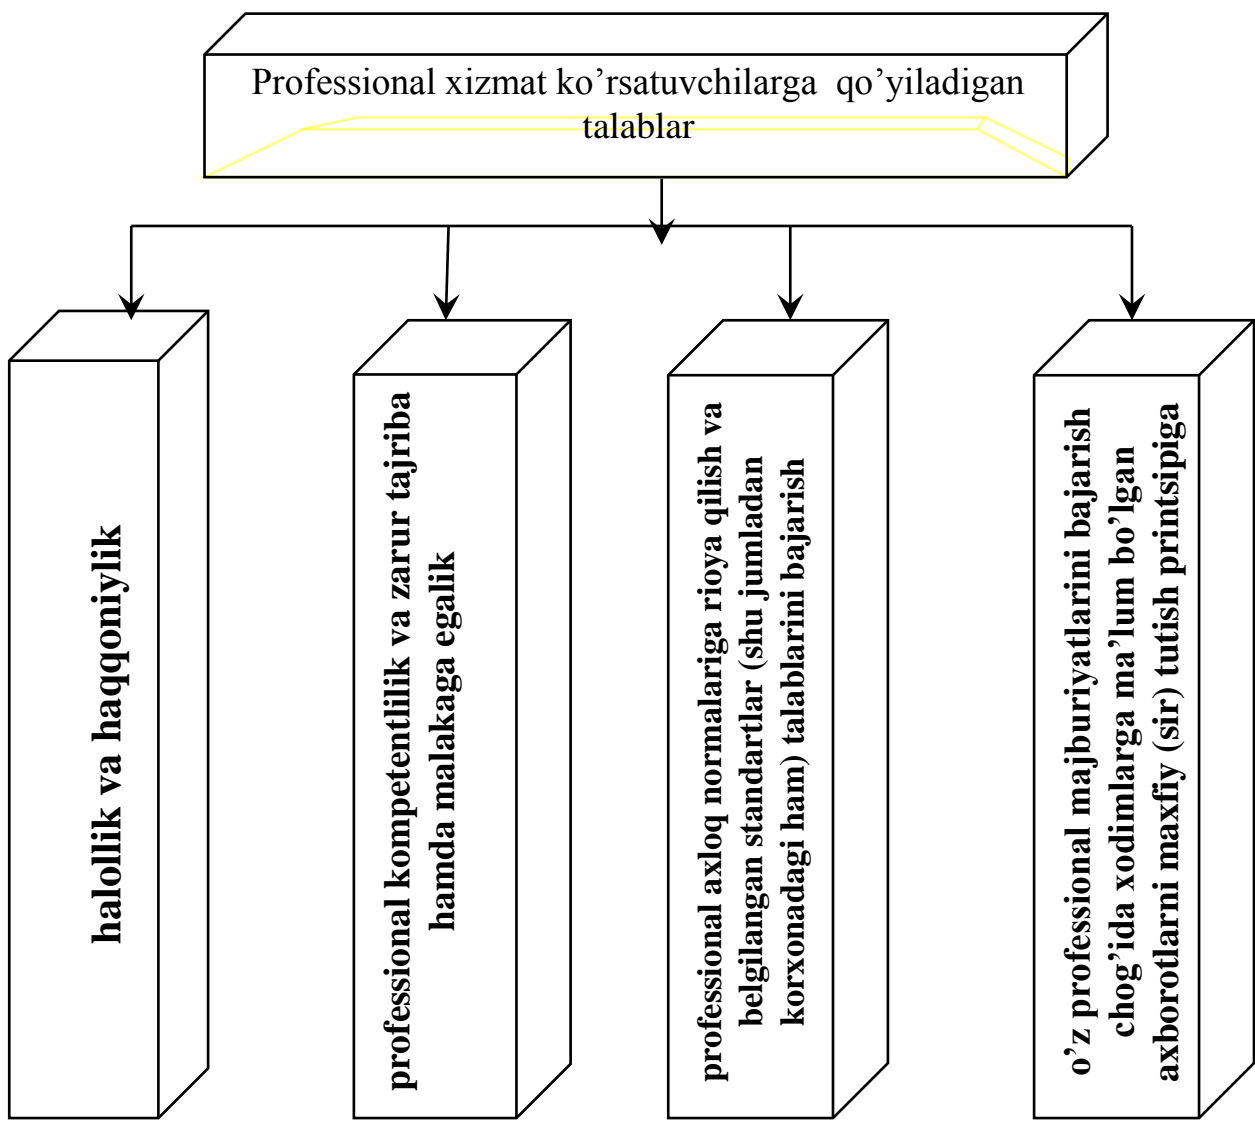 Professional xizmat ko’rsatuvchilarga qo’yiladigan
talablar
halollik va haqqoniylik
professional kompetentlilik va zarur tajriba
hamda malakaga egalik
professional axloq normalariga rioya qilish va
belgilangan standartlar (shu jumladan
korxonadagi ham) talablarini bajarish
o’z professional majburiyatlarini bajarish
chog’ida xodimlarga ma’lum bo’lgan
axborotlarni maxfiy (sir) tutish printsipiga